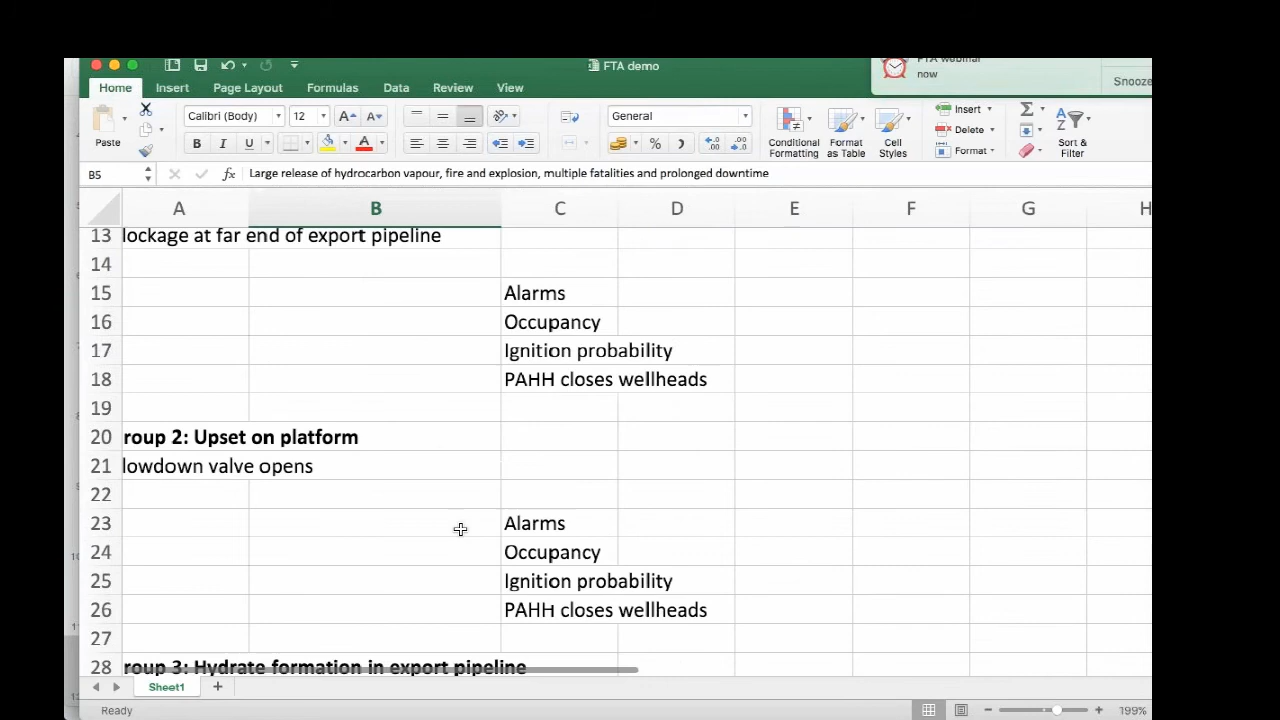 FTA demo
FTA webinar
now
Snooze
Home Insert Page Layout Formulas Data Review View
Paste
Calibri (Body) 12
General
Conditional Formatting
Format as Table
Cell Styles
Insert
Delete
Format
Sort & Filter
B5 fx Large release of hydrocarbon vapour, fire and explosion, multiple fatalities and prolonged downtime
A B C D E F G H
13 lockage at far end of export pipeline
14
15 Alarms
16 Occupancy
17 Ignition probability
18 PAHH closes wellheads
19
20 roup 2: Upset on platform
21 lowdown valve opens
22
23 Alarms
24 Occupancy
25 Ignition probability
26 PAHH closes wellheads
27
28 roup 3: Hydrate formation in export pipeline
Sheet1
Ready 199%